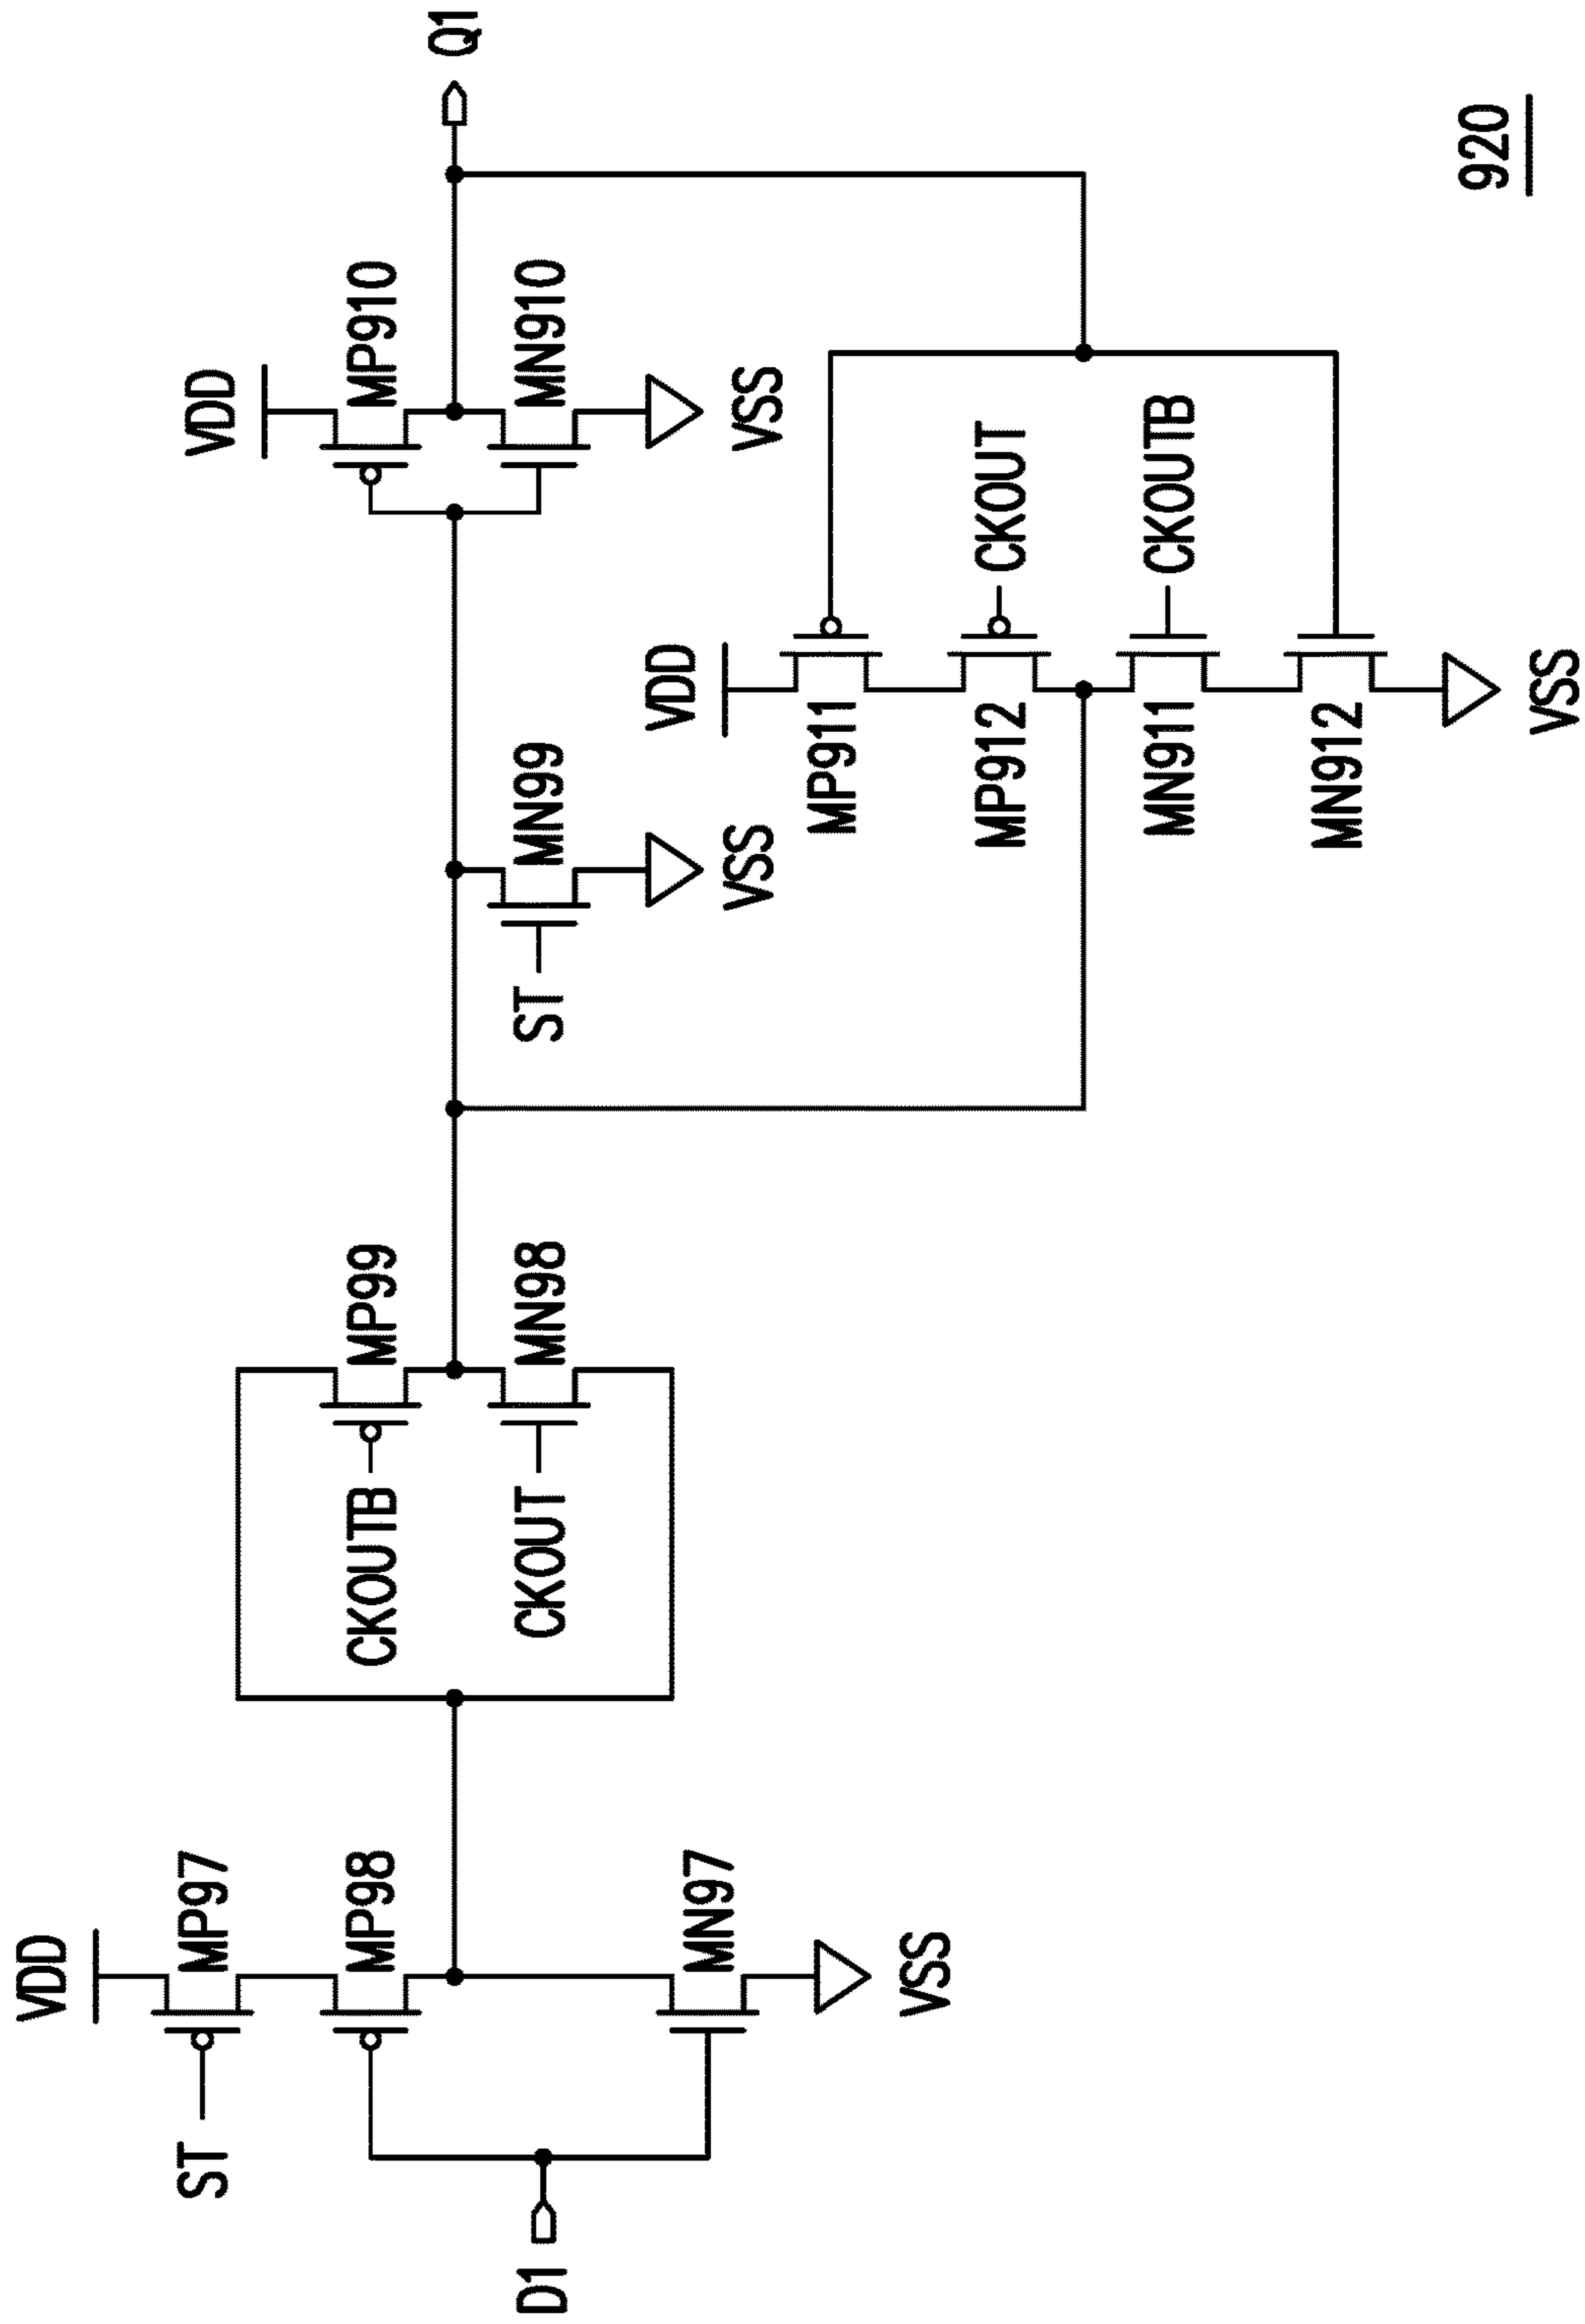 VDD
ST
MP97
MP98
D1
MN97
VSS
CKOUTB
MP99
CKOUT
MN98
ST
MN99
VSS
VDD
MP910
MN910
VSS
Q1
VDD
MP911
MP912
CKOUT
MN911
CKOUTB
MN912
VSS
920